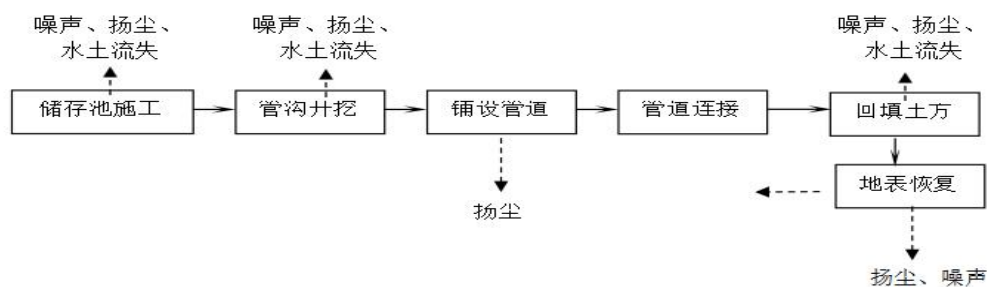 噪声、扬尘、
水土流失
噪声、扬尘、
水土流失
噪声、扬尘、
水土流失
储存池施工
管沟开挖
铺设管道
管道连接
回填土方
地表恢复
扬尘
扬尘、噪声